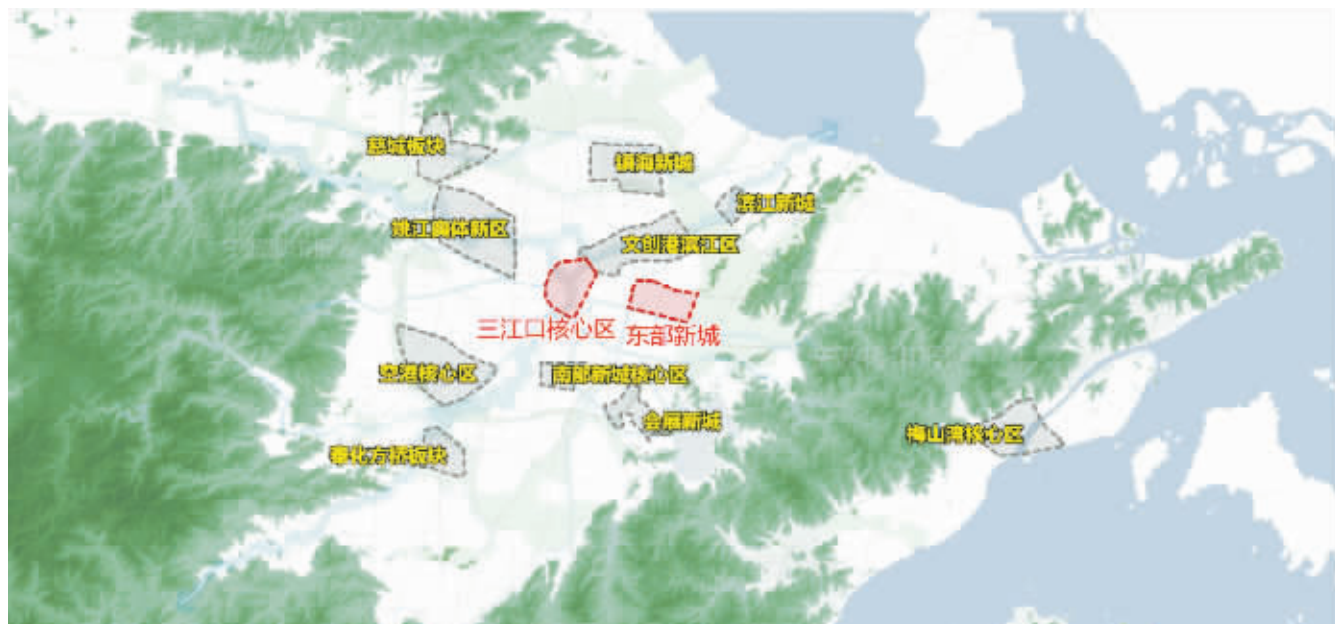 慈城板块
镇海新城
滨江新城
姚江南体新区
文创港滨江区
三江口核心区
东部新城
空港核心区
南部新城核心区
会展新城
梅山湾核心区
奉化方桥板块